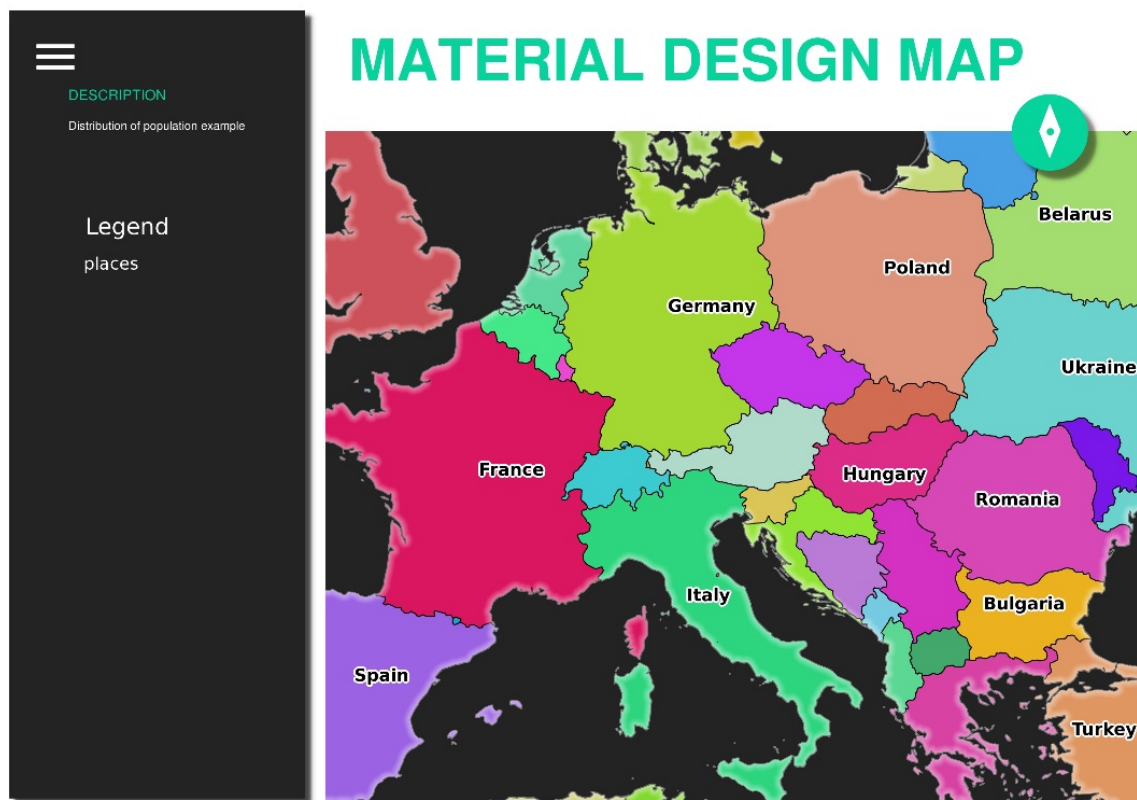 MATERIAL DESIGN MAP
DESCRIPTION
Distribution of population example
Legend
places
Belarus
Poland
Germany
Ukraine
France
Hungary
Romania
Italy
Bulgaria
Spain
Turkey